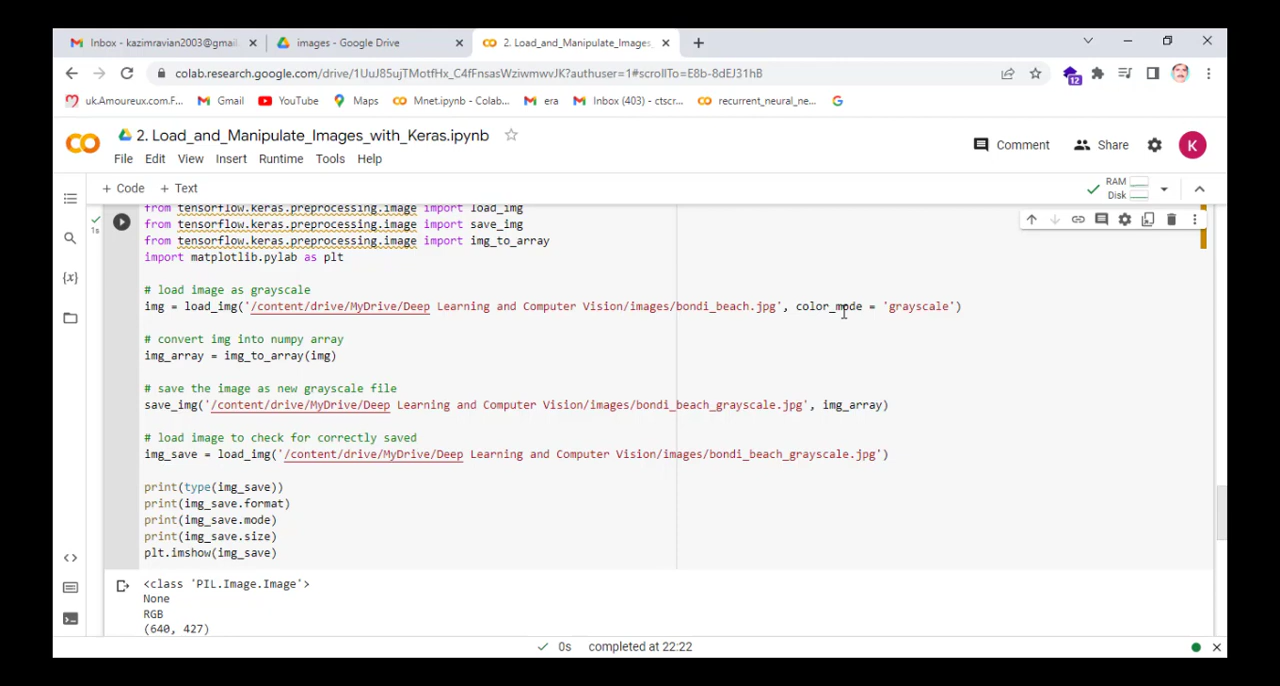 Inbox - kazimravian2003@gmail.
images - Google Drive
2. Load_and_Manipulate_Images_
colab.research.google.com/drive/1UuJ85ujTMotfHx_C4fFnsasWziwmwvJK?authuser=1#scrollTo=E8b-8dEJ31hB
12
uk.Amoureux.com.F...
Gmail
YouTube
Maps
Mnet.ipynb - Colab...
era
Inbox (403) - ctscr...
recurrent_neural_ne...
2. Load_and_Manipulate_Images_with_Keras.ipynb
Comment
Share
K
File Edit View Insert Runtime Tools Help
+ Code + Text
RAM
Disk
1s
from tensorflow.keras.preprocessing.image import load_img
from tensorflow.keras.preprocessing.image import save_img
from tensorflow.keras.preprocessing.image import img_to_array
import matplotlib.pylab as plt
# load image as grayscale
img = load_img('/content/drive/MyDrive/Deep Learning and Computer Vision/images/bondi_beach.jpg', color_mode = 'grayscale')
# convert img into numpy array
img_array = img_to_array(img)
# save the image as new grayscale file
save_img('/content/drive/MyDrive/Deep Learning and Computer Vision/images/bondi_beach_grayscale.jpg', img_array)
# load image to check for correctly saved
img_save = load_img('/content/drive/MyDrive/Deep Learning and Computer Vision/images/bondi_beach_grayscale.jpg')
print(type(img_save))
print(img_save.format)
print(img_save.mode)
print(img_save.size)
plt.imshow(img_save)
<class 'PIL.Image.Image'>
None
RGB
(640, 427)
0s completed at 22:22